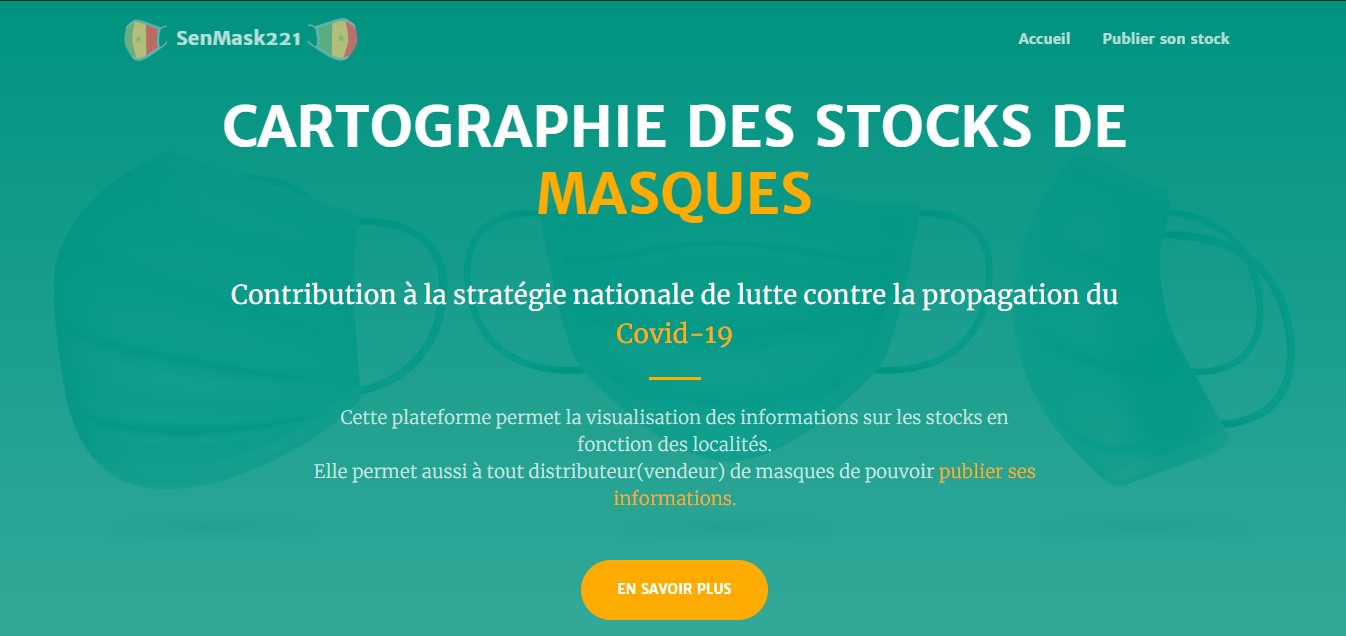 SenMask221
Accueil
Publier son stock
CARTOGRAPHIE DES STOCKS DE
MASQUES
Contribution à la stratégie nationale de lutte contre la propagation du
Covid-19
Cette plateforme permet la visualisation des informations sur les stocks en
fonction des localités.
Elle permet aussi à tout distributeur(vendeur) de masques de pouvoir publier ses
informations.
EN SAVOIR PLUS